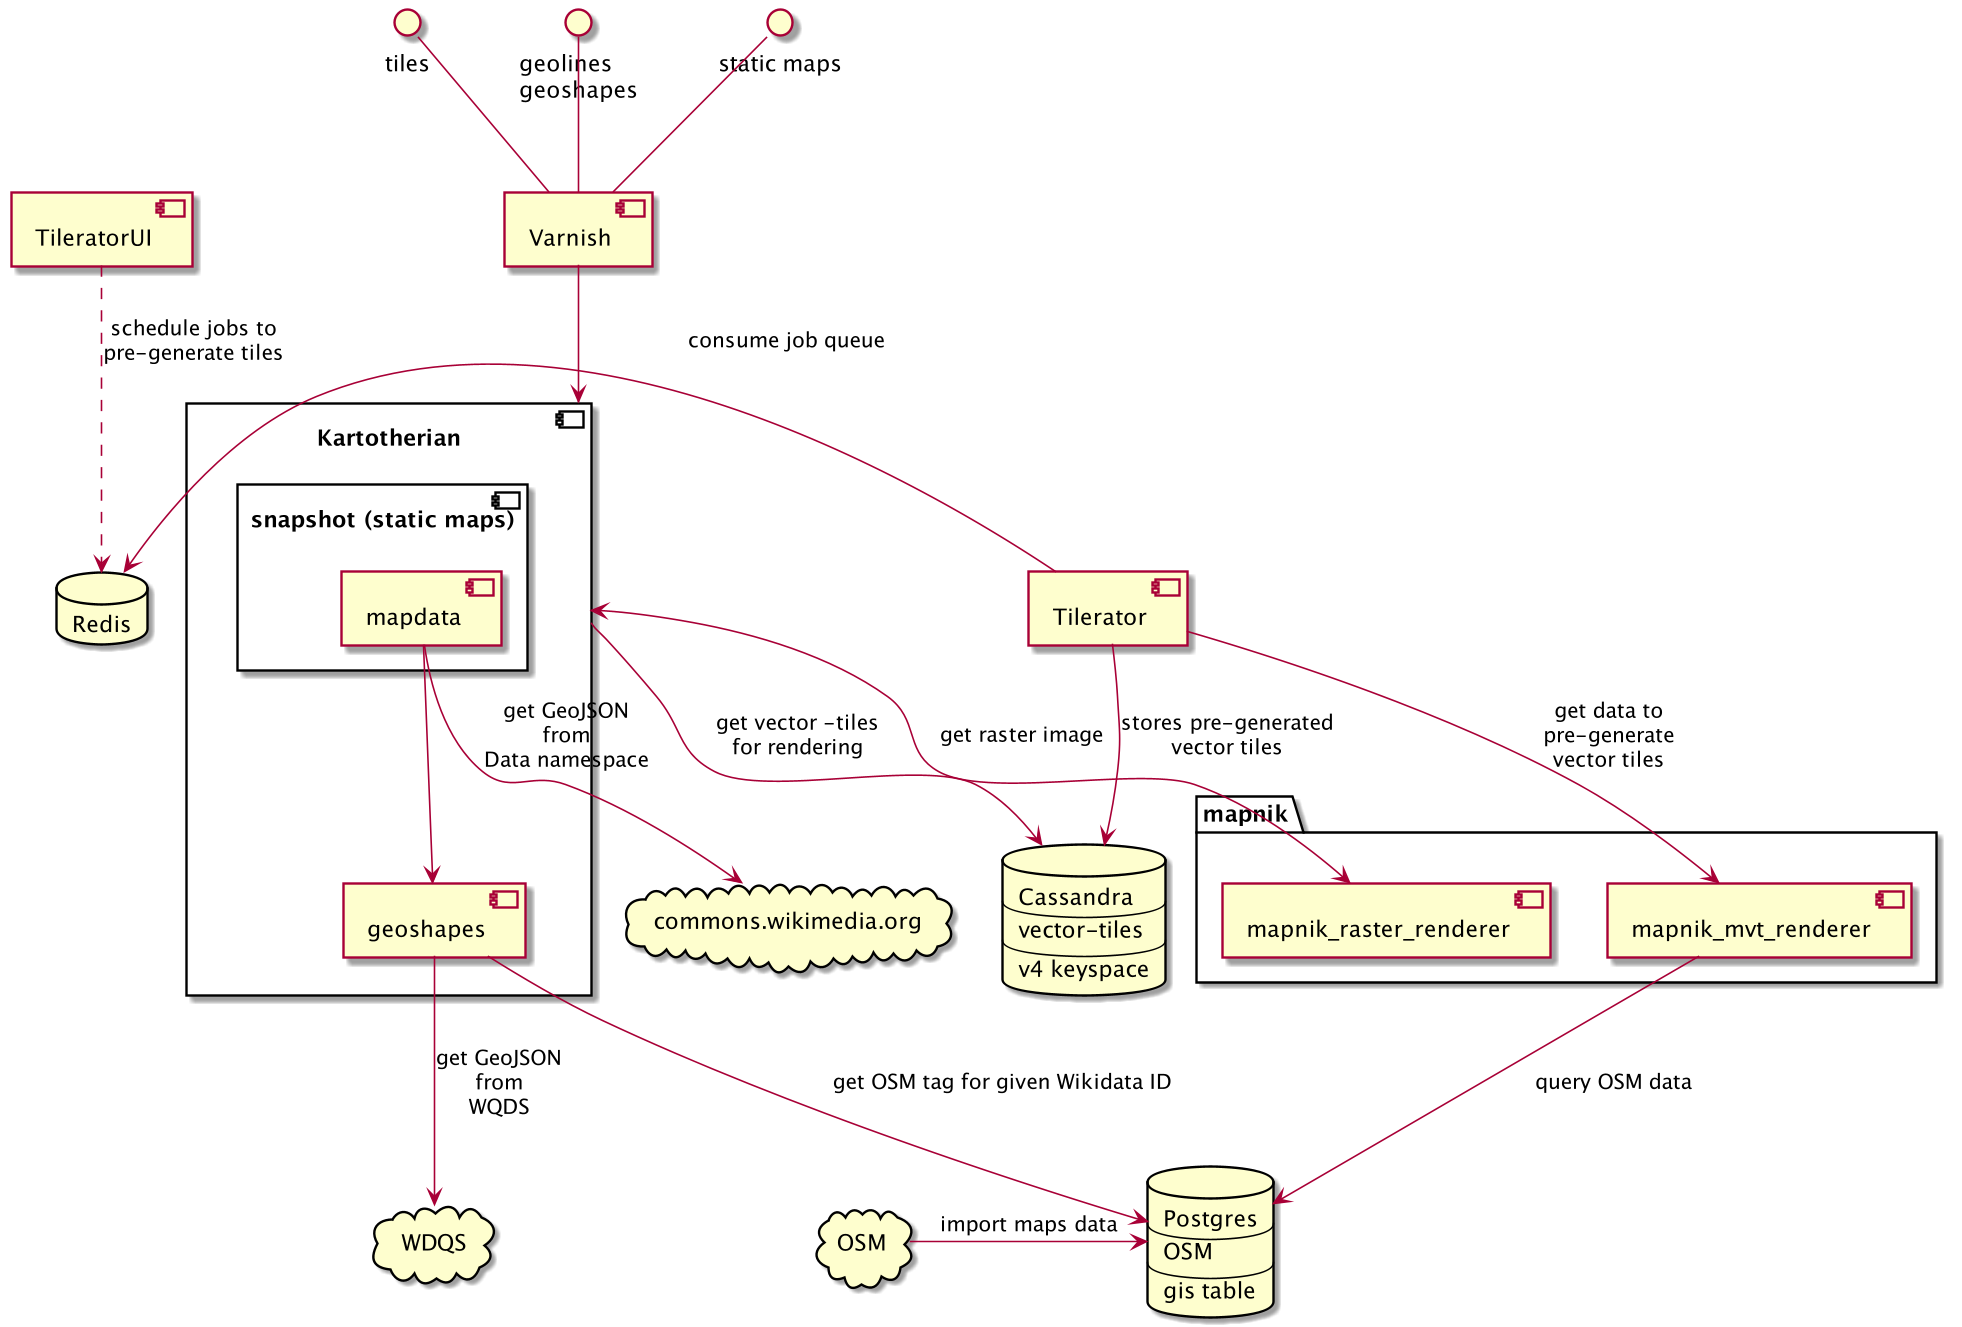 tiles
geolines
geoshapes
static maps
TileratorUI
Varnish
schedule jobs to
pre-generate tiles
consume job queue
Kartotherian
snapshot (static maps)
mapdata
Redis
Tilerator
get GeoJSON
from
Data namespace
get vector -tiles
for rendering
get raster image
stores pre-generated
vector tiles
get data to
pre-generate
vector tiles
mapnik
geoshapes
commons.wikimedia.org
Cassandra
vector-tiles
v4 keyspace
mapnik_raster_renderer
mapnik_mvt_renderer
get GeoJSON
from
WQDS
get OSM tag for given Wikidata ID
query OSM data
WDQS
OSM
import maps data
Postgres
OSM
gis table